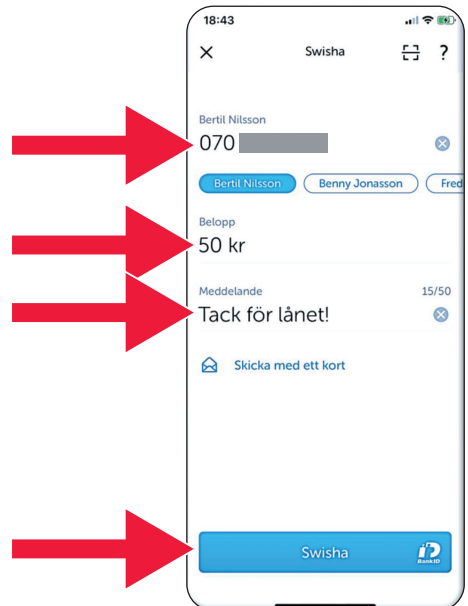 18:43
Swisha
?
Bertil Nilsson
070
Bertil Nilsson
Benny Jonasson
Fred
Belopp
50 kr
Meddelande
15/50
Tack för lånet!
Skicka med ett kort
Swisha
iD
BankID